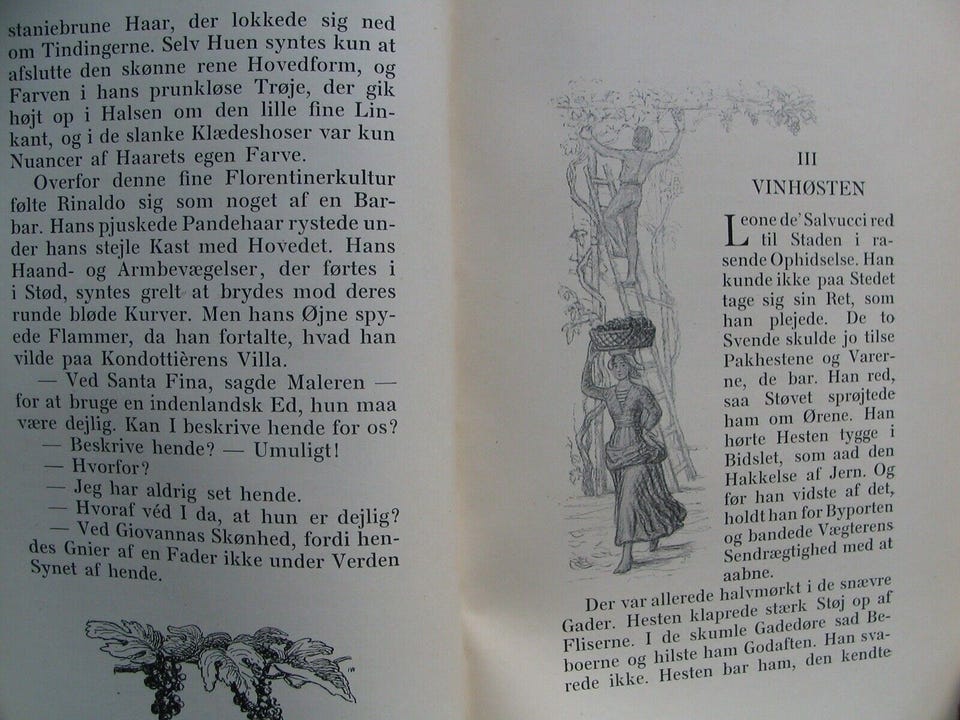 staniebrune Haar, der lokkede sig ned
om Tindingerne. Selv Huen syntes kun at
afslutte den skønne rene Hovedform, og
Farven i hans prunkløse Trøje, der gik
højt op i Halsen om den lille fine Lin-
kant, og i de slanke Klædeshoser var kun
Nuancer af Haarets egen Farve.
Overfor denne fine Florentinerkultur
følte Rinaldo sig som noget af en Bar-
bar. Hans pjuskede Pandehaar rystede un-
der hans stejle Kast med Hovedet. Hans
Haand- og Armbevægelser, der førtes i
i Stød, syntes grelt at brydes mod deres
runde bløde Kurver. Men hans Øjne spy-
ede Flammer, da han fortalte, hvad han
vilde paa Kondottièrens Villa.
— Ved Santa Fina, sagde Maleren —
for at bruge en indenlandsk Ed, hun maa
være dejlig. Kan I beskrive hende for os?
— Beskrive hende? — Umuligt!
— Hvorfor?
— Jeg har aldrig set hende.
— Hvoraf véd I da, at hun er dejlig?
— Ved Giovannas Skønhed, fordi hen-
des Gnier af en Fader ikke under Verden
Synet af hende.
III
VINHØSTEN
Leone de' Salvucci red
til Staden i ra-
sende Ophidselse. Han
kunde ikke paa Stedet
tage sig sin Ret, som
han plejede. De to
Svende skulde jo tilse
Pakhestene og Varer-
ne, de bar. Han red,
saa Støvet sprøjtede
ham om Ørene. Han
hørte Hesten tygge i
Bidslet, som aad den
Hakkelse af Jern. Og
før han vidste af det,
holdt han for Byporten
og bandede Vægterens
Sendrægtighed med at
aabne.
Der var allerede halvmørkt i de snævre
Gader. Hesten klaprede stærk Støj op af
Fliserne. I de skumle Gadedøre sad Be-
boerne og hilste ham Godaften. Han sva-
rede ikke. Hesten bar ham, den kendte